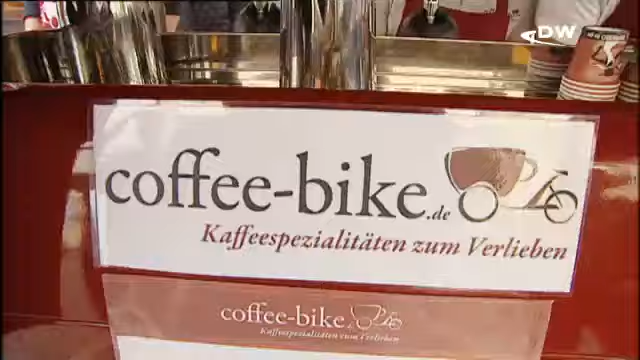 DW
coffee-bike.de
Kaffeespezialitäten zum Verlieben
coffee-bike
Kaffeespezialitäten zum Verlieben